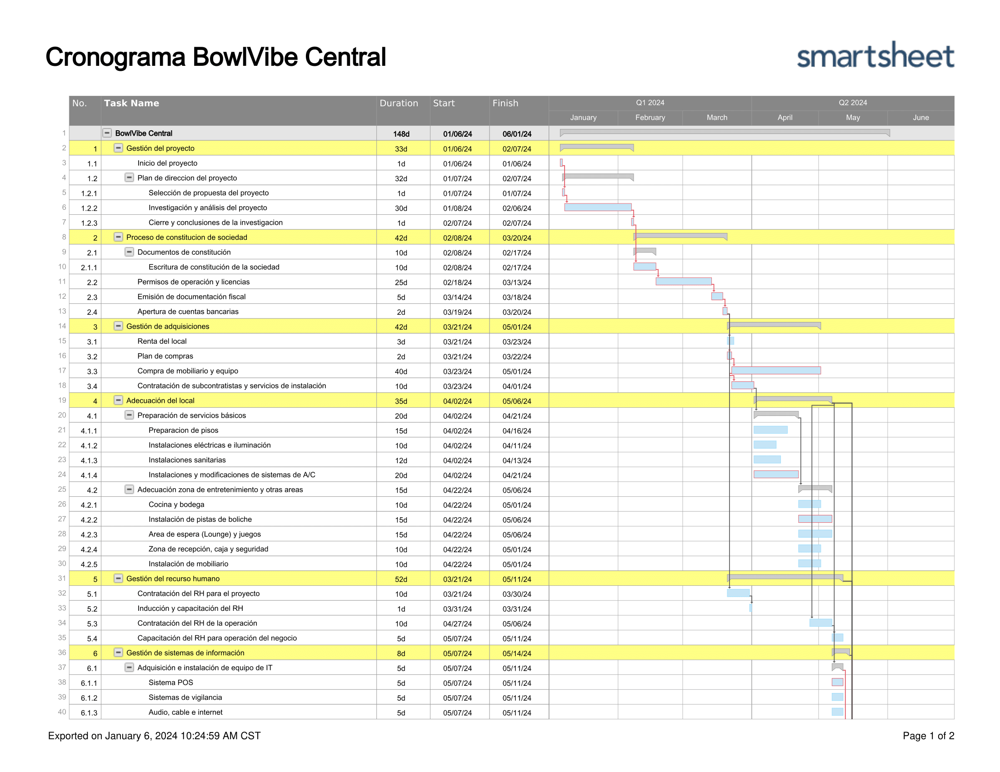 Cronograma BowlVibe Central
smartsheet
No. Task Name Duration Start Finish Q1 2024 Q2 2024
January February March April May June
1 BowlVibe Central 148d 01/06/24 06/01/24
2 1 Gestión del proyecto 33d 01/06/24 02/07/24
3 1.1 Inicio del proyecto 1d 01/06/24 01/06/24
4 1.2 Plan de direccion del proyecto 32d 01/07/24 02/07/24
5 1.2.1 Selección de propuesta del proyecto 1d 01/07/24 01/07/24
6 1.2.2 Investigación y análisis del proyecto 30d 01/08/24 02/06/24
7 1.2.3 Cierre y conclusiones de la investigacion 1d 02/07/24 02/07/24
8 2 Proceso de constitucion de sociedad 42d 02/08/24 03/20/24
9 2.1 Documentos de constitución 10d 02/08/24 02/17/24
10 2.1.1 Escritura de constitución de la sociedad 10d 02/08/24 02/17/24
11 2.2 Permisos de operación y licencias 25d 02/18/24 03/13/24
12 2.3 Emisión de documentación fiscal 5d 03/14/24 03/18/24
13 2.4 Apertura de cuentas bancarias 2d 03/19/24 03/20/24
14 3 Gestión de adquisiciones 42d 03/21/24 05/01/24
15 3.1 Renta del local 3d 03/21/24 03/23/24
16 3.2 Plan de compras 2d 03/21/24 03/22/24
17 3.3 Compra de mobiliario y equipo 40d 03/23/24 05/01/24
18 3.4 Contratación de subcontratistas y servicios de instalación 10d 03/23/24 04/01/24
19 4 Adecuación del local 35d 04/02/24 05/06/24
20 4.1 Preparación de servicios básicos 20d 04/02/24 04/21/24
21 4.1.1 Preparacion de pisos 15d 04/02/24 04/16/24
22 4.1.2 Instalaciones eléctricas e iluminación 10d 04/02/24 04/11/24
23 4.1.3 Instalaciones sanitarias 12d 04/02/24 04/13/24
24 4.1.4 Instalaciones y modificaciones de sistemas de A/C 20d 04/02/24 04/21/24
25 4.2 Adecuación zona de entretenimiento y otras areas 15d 04/22/24 05/06/24
26 4.2.1 Cocina y bodega 10d 04/22/24 05/01/24
27 4.2.2 Instalación de pistas de boliche 15d 04/22/24 05/06/24
28 4.2.3 Area de espera (Lounge) y juegos 15d 04/22/24 05/06/24
29 4.2.4 Zona de recepción, caja y seguridad 10d 04/22/24 05/01/24
30 4.2.5 Instalación de mobiliario 10d 04/22/24 05/01/24
31 5 Gestión del recurso humano 52d 03/21/24 05/11/24
32 5.1 Contratación del RH para el proyecto 10d 03/21/24 03/30/24
33 5.2 Inducción y capacitación del RH 1d 03/31/24 03/31/24
34 5.3 Contratación del RH de la operación 10d 04/27/24 05/06/24
35 5.4 Capacitación del RH para operación del negocio 5d 05/07/24 05/11/24
36 6 Gestión de sistemas de información 8d 05/07/24 05/14/24
37 6.1 Adquisición e instalación de equipo de IT 5d 05/07/24 05/11/24
38 6.1.1 Sistema POS 5d 05/07/24 05/11/24
39 6.1.2 Sistemas de vigilancia 5d 05/07/24 05/11/24
40 6.1.3 Audio, cable e internet 5d 05/07/24 05/11/24
Exported on January 6, 2024 10:24:59 AM CST
Page 1 of 2